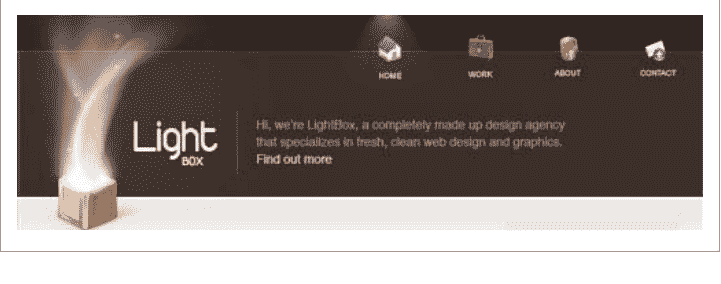 HOME WORK ABOUT CONTACT
Light
BOX
Hi, we're LightBox, a completely made up design agency
that specializes in fresh, clean web design and graphics.
Find out more